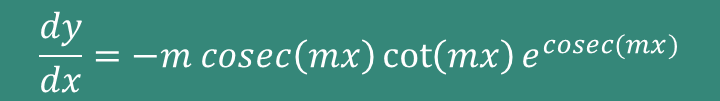 dy/dx = −m cosec(mx) cot(mx) e^cosec(mx)